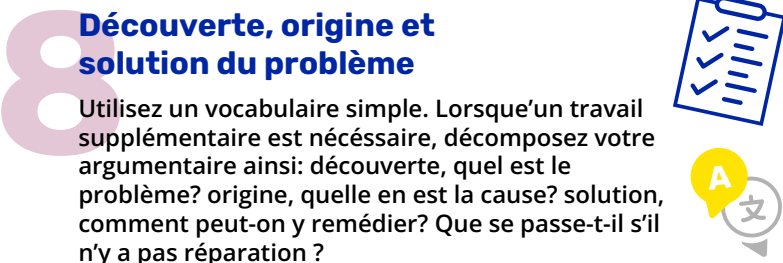 8
Découverte, origine et
solution du problème
Utilisez un vocabulaire simple. Lorsque'un travail
supplémentaire est nécéssaire, décomposez votre
argumentaire ainsi: découverte, quel est le
problème? origine, quelle en est la cause? solution,
comment peut-on y remédier? Que se passe-t-il s'il
n'y a pas réparation ?
A
文